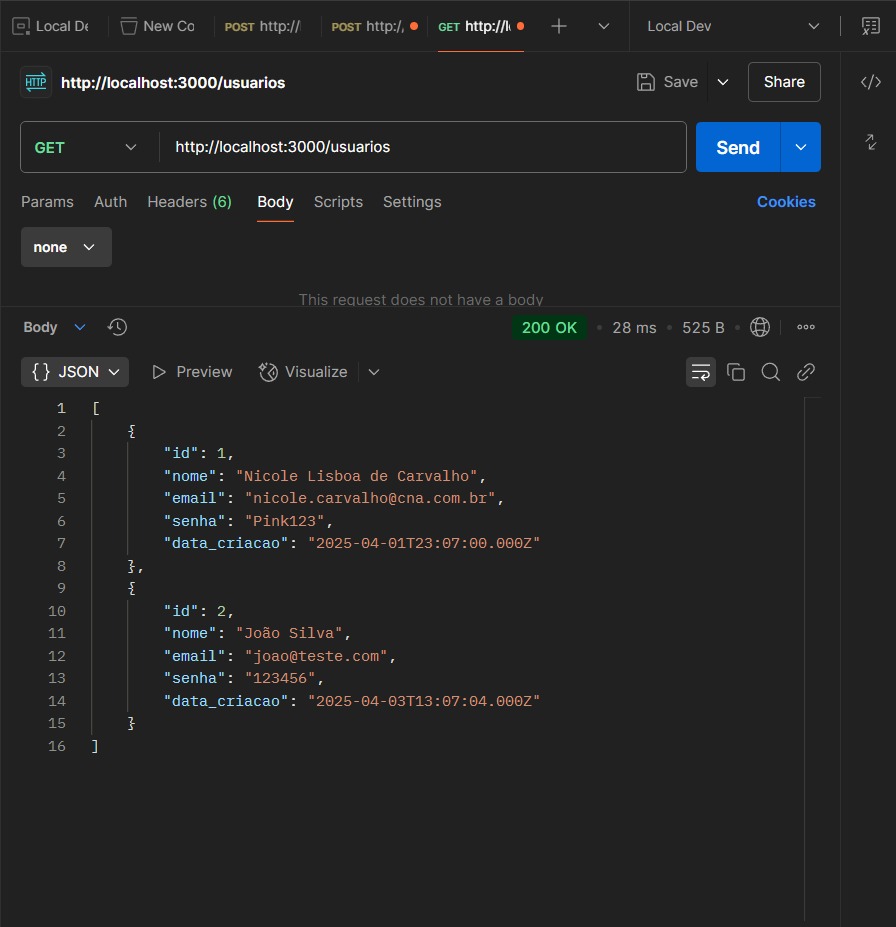 Local De New Co POST http:// POST http:/, GET http://l Local Dev
HTTP http://localhost:3000/usuarios Save Share
GET http://localhost:3000/usuarios Send
Params Auth Headers (6) Body Scripts Settings Cookies
none
This request does not have a body
Body 200 OK • 28 ms • 525 B •
{} JSON Preview Visualize
1 [
2 {
3 "id": 1,
4 "nome": "Nicole Lisboa de Carvalho",
5 "email": "nicole.carvalho@cna.com.br",
6 "senha": "Pink123",
7 "data_criacao": "2025-04-01T23:07:00.000Z"
8 },
9 {
10 "id": 2,
11 "nome": "João Silva",
12 "email": "joao@teste.com",
13 "senha": "123456",
14 "data_criacao": "2025-04-03T13:07:04.000Z"
15 }
16 ]